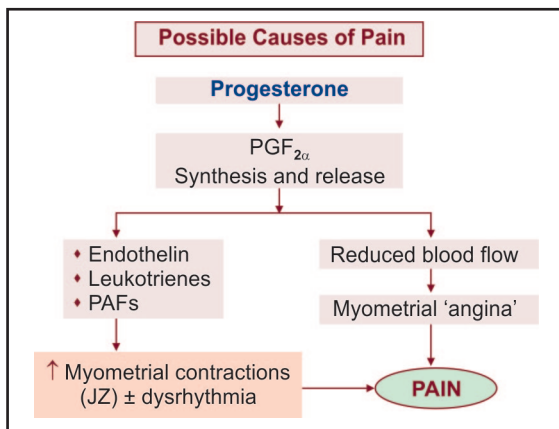 Possible Causes of Pain
Progesterone
PGF2α
Synthesis and release
♦ Endothelin
♦ Leukotrienes
♦ PAFs
Reduced blood flow
Myometrial ‘angina’
↑ Myometrial contractions
(JZ) ± dysrhythmia
PAIN